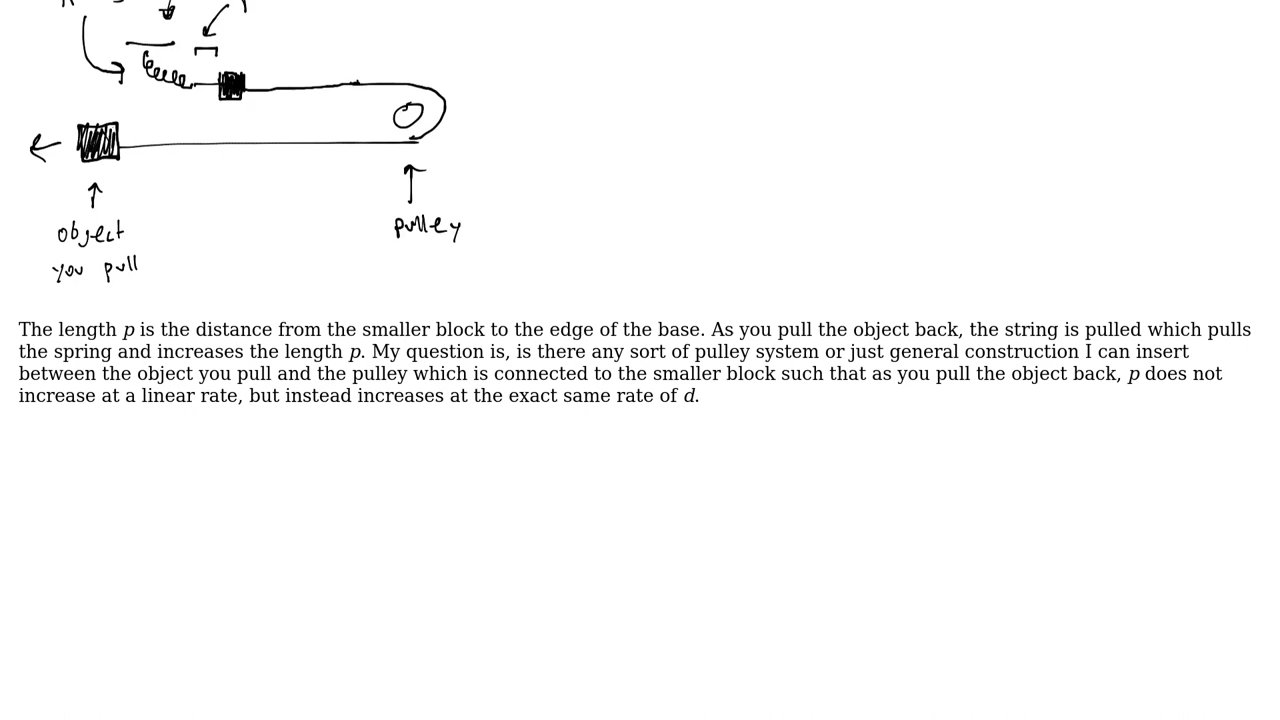 object
you pull
pulley
The length p is the distance from the smaller block to the edge of the base. As you pull the object back, the string is pulled which pulls
the spring and increases the length p. My question is, is there any sort of pulley system or just general construction I can insert
between the object you pull and the pulley which is connected to the smaller block such that as you pull the object back, p does not
increase at a linear rate, but instead increases at the exact same rate of d.